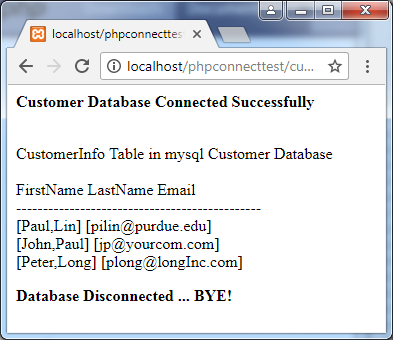 localhost/phpconnecttes
localhost/phpconnecttest/cu...
Customer Database Connected Successfully
CustomerInfo Table in mysql Customer Database
FirstName LastName Email
---------------------------------------------
[Paul,Lin] [pilin@purdue.edu]
[John,Paul] [jp@yourcom.com]
[Peter,Long] [plong@longInc.com]
Database Disconnected ... BYE!